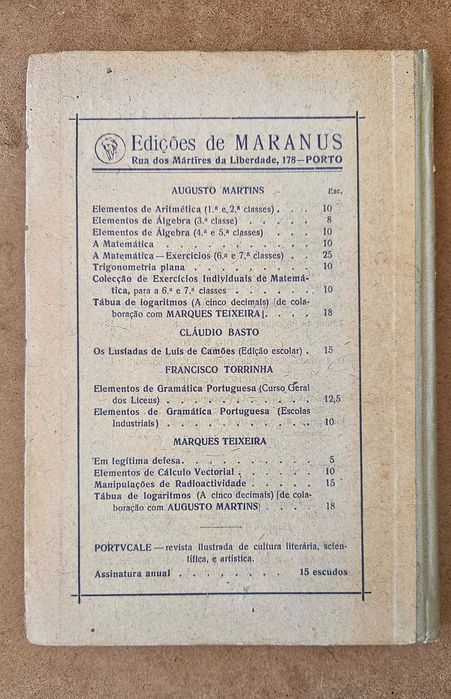 Edições de MARANUS
Rua dos Mártires da Liberdade, 178—PORTO
AUGUSTO MARTINS Esc.
Elementos de Aritmética (1.ª e 2.ª classes) . . . 10
Elementos de Álgebra (3.ª classe) . . . . 8
Elementos de Álgebra (4.ª e 5.ª classes) . . . 10
A Matemática . . . . . . . . . 10
A Matemática — Exercícios (6.ª e 7.ª classes) . . 25
Trigonometria plana . . . . . . . . 10
Colecção de Exercícios Individuais de Matemá-
tica, para a 6.ª e 7.ª classes . . . . . 10
Tábua de logaritmos (A cinco decimais) [de cola-
boração com MARQUES TEIXEIRA]. . . . 18
CLÁUDIO BASTO
Os Lusíadas de Luís de Camões (Edição escolar) . 15
FRANCISCO TORRINHA
Elementos de Gramática Portuguesa (Curso Geral
dos Liceus) . . . . . . . . . 12,5
Elementos de Gramática Portuguesa (Escolas
Industriais) . . . . . . . . . 10
MARQUES TEIXEIRA
Em legítima defesa. . . . . . . . . 5
Elementos de Cálculo Vectorial . . . . . 10
Manipulações de Radioactividade . . . . . 15
Tábua de logaritmos (A cinco decimais) [de cola-
boração com AUGUSTO MARTINS] . . . . 18
PORTVCALE — revista ilustrada de cultura literária, scien-
tífica, e artística.
Assinatura anual . . . . . . . 15 escudos